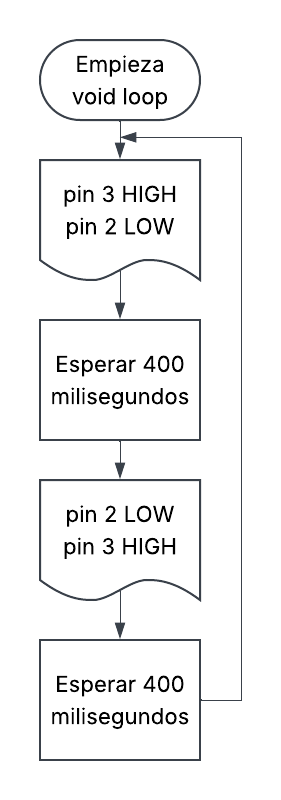 Empieza
void loop
pin 3 HIGH
pin 2 LOW
Esperar 400
milisegundos
pin 2 LOW
pin 3 HIGH
Esperar 400
milisegundos